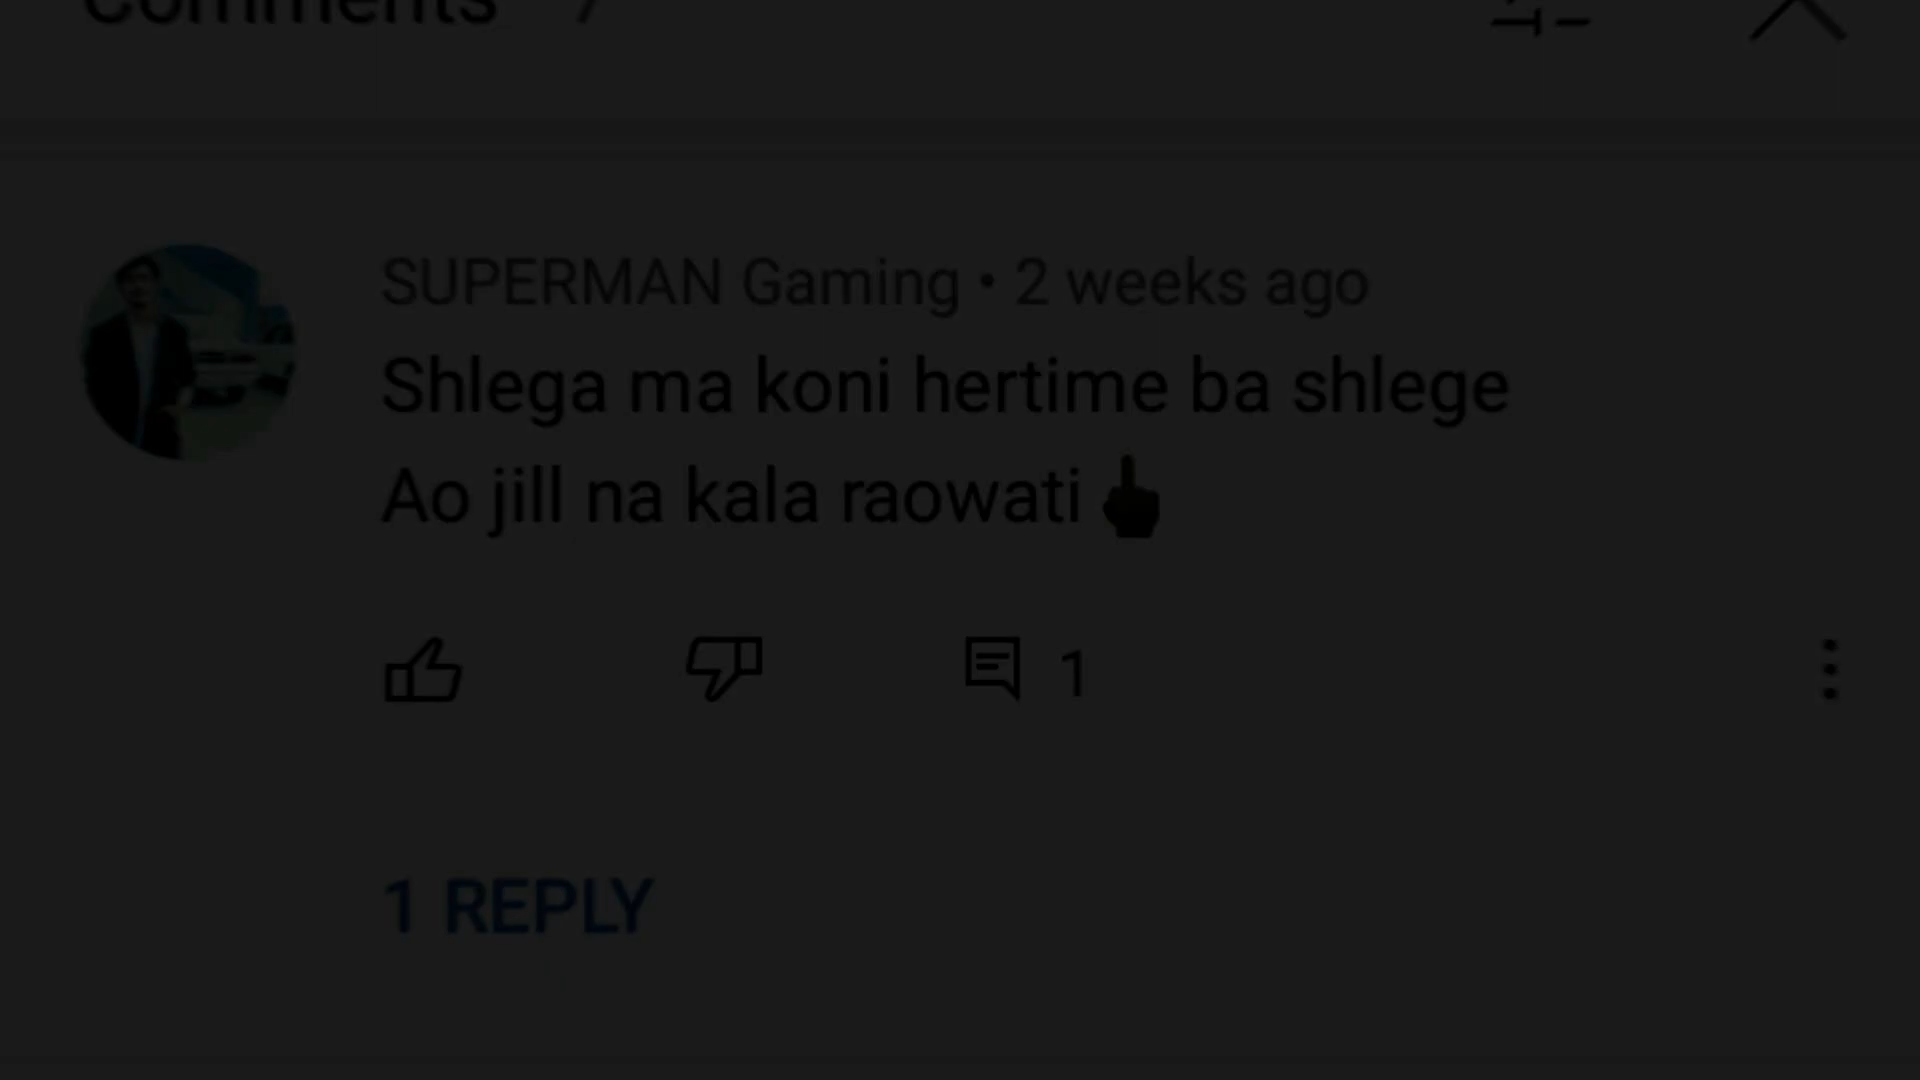 Comments 7
SUPERMAN Gaming • 2 weeks ago
Shlega ma koni hertime ba shlege
Ao jill na kala raowati 🖕
1
1 REPLY